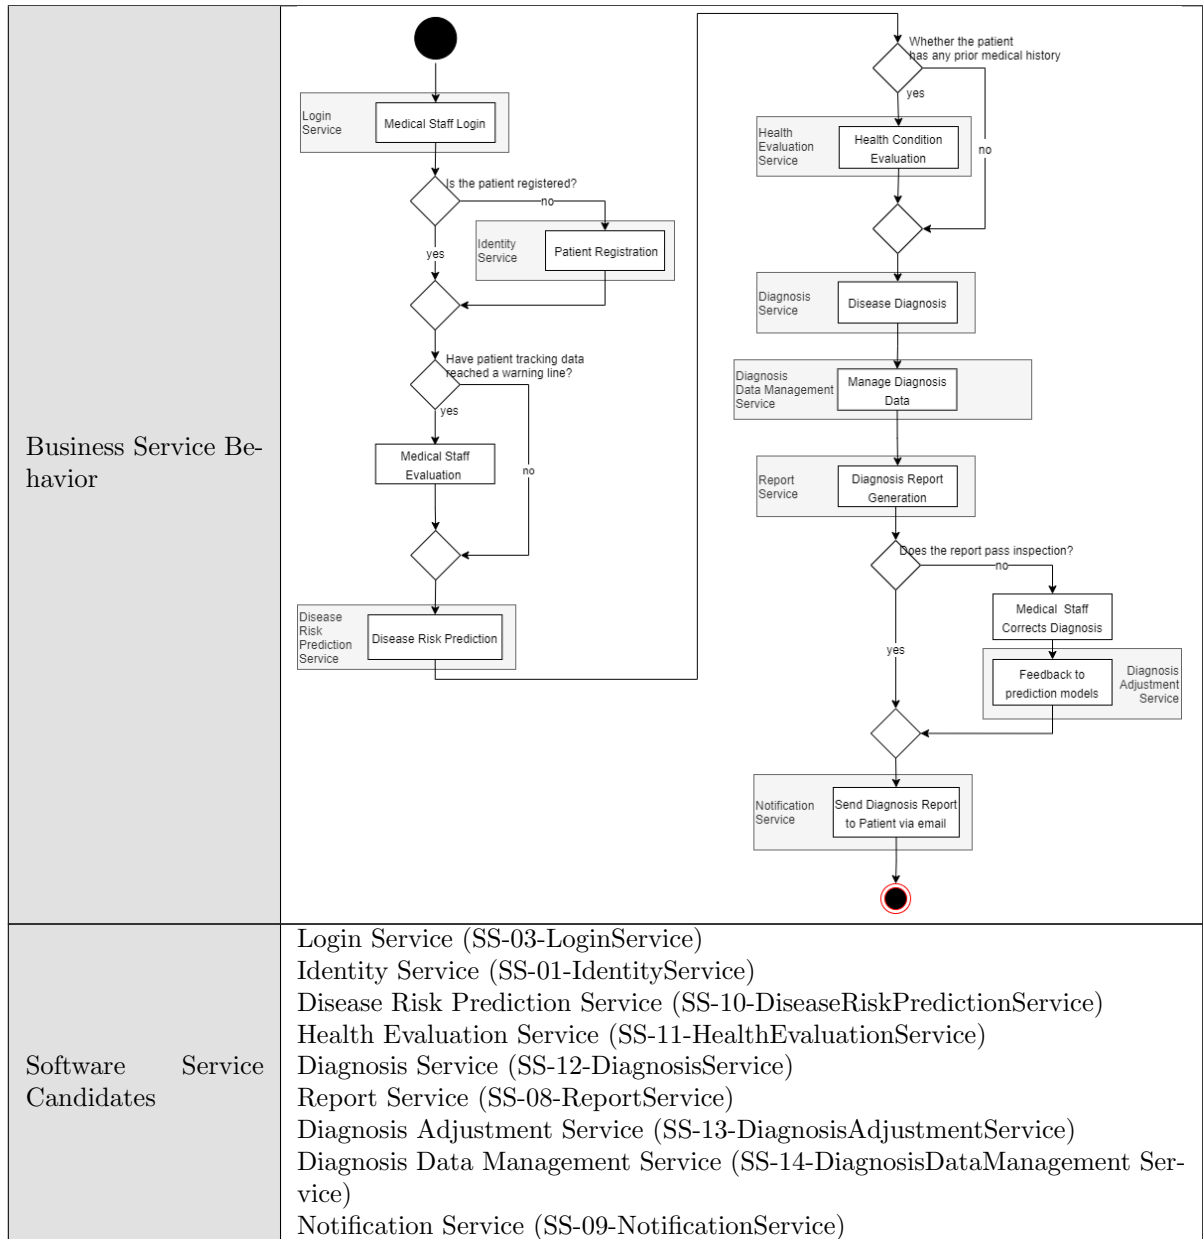 Business Service Be-
havior
Login
Service
Medical Staff Login
Is the patient registered?
no
Identity
Service
Patient Registration
yes
Have patient tracking data
reached a warning line?
yes
Medical Staff
Evaluation
no
Disease
Risk
Prediction
Service
Disease Risk Prediction
Whether the patient
has any prior medical history
yes
Health
Evaluation
Service
Health Condition
Evaluation
no
Diagnosis
Service
Disease Diagnosis
Diagnosis
Data Management
Service
Manage Diagnosis
Data
Report
Service
Diagnosis Report
Generation
Does the report pass inspection?
no
Medical Staff
Corrects Diagnosis
yes
Feedback to
prediction models
Diagnosis
Adjustment
Service
Notification
Service
Send Diagnosis Report
to Patient via email
Software Service
Candidates
Login Service (SS-03-LoginService)
Identity Service (SS-01-IdentityService)
Disease Risk Prediction Service (SS-10-DiseaseRiskPredictionService)
Health Evaluation Service (SS-11-HealthEvaluationService)
Diagnosis Service (SS-12-DiagnosisService)
Report Service (SS-08-ReportService)
Diagnosis Adjustment Service (SS-13-DiagnosisAdjustmentService)
Diagnosis Data Management Service (SS-14-DiagnosisDataManagement Ser-
vice)
Notification Service (SS-09-NotificationService)